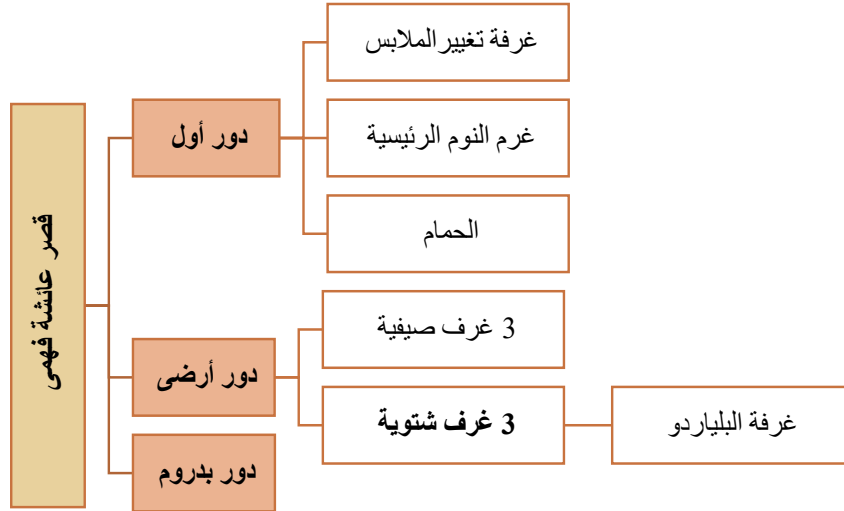 قصر عائشة فهمى
دور أول
غرفة تغيير الملابس
غرم النوم الرئيسية
الحمام
دور أرضى
3 غرف صيفية
3 غرف شتوية
غرفة البلياردو
دور بدروم